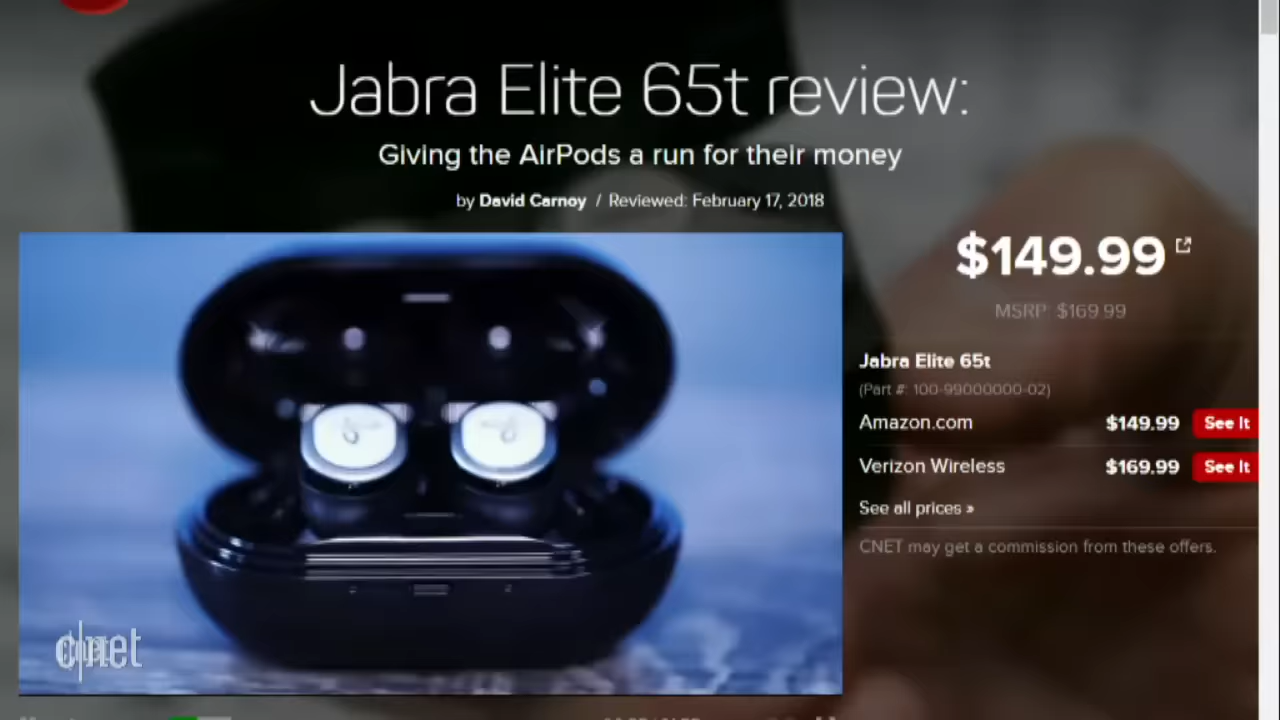 Jabra Elite 65t review:
Giving the AirPods a run for their money
by David Carnoy / Reviewed: February 17, 2018
$149.99
MSRP: $169.99
Jabra Elite 65t
(Part #: 100-99000000-02)
Amazon.com $149.99 See It
Verizon Wireless $169.99 See It
See all prices »
CNET may get a commission from these offers.
c|net